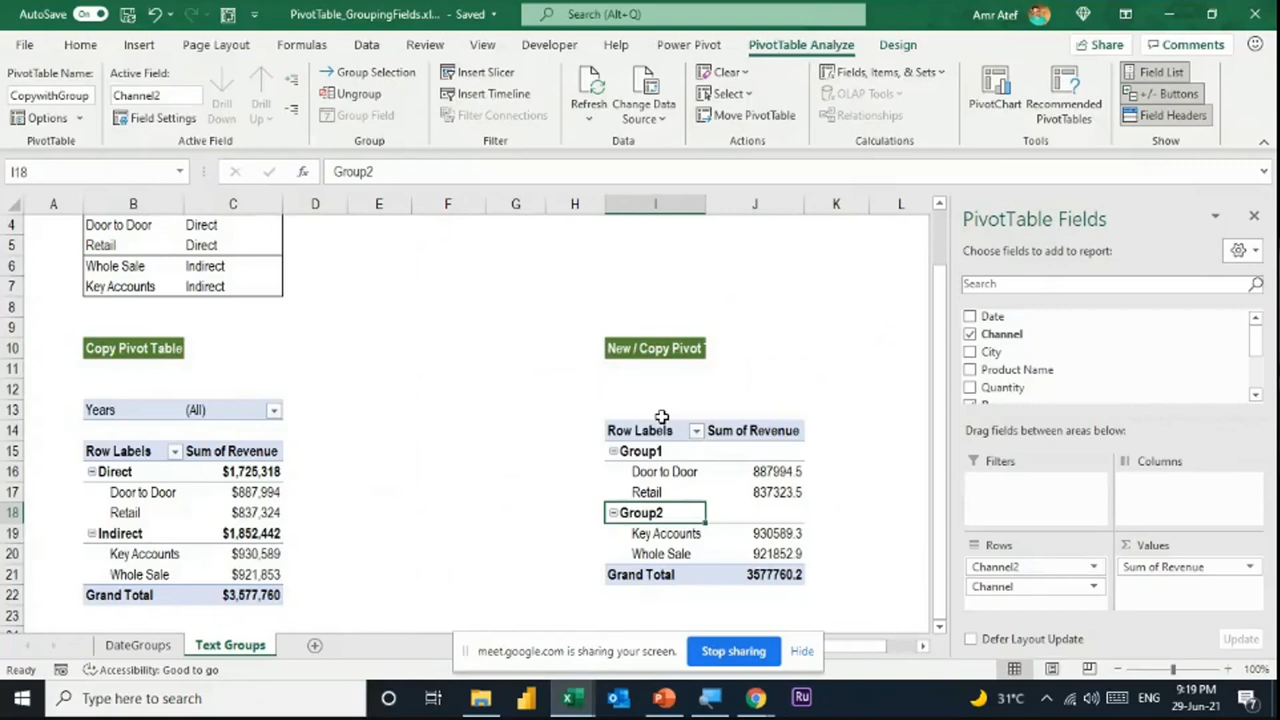 AutoSave On PivotTable_GroupingFields.xl... - Saved Search (Alt+Q) Amr Atef
File Home Insert Page Layout Formulas Data Review View Developer Help Power Pivot PivotTable Analyze Design Share Comments
PivotTable Name:
CopywithGroup
Options
PivotTable
Active Field:
Channel2
Field Settings
Drill Down
Drill Up
Active Field
Group Selection
Ungroup
Group Field
Group
Insert Slicer
Insert Timeline
Filter Connections
Filter
Refresh
Change Data
Source
Data
Clear
Select
Move PivotTable
Actions
Fields, Items, & Sets
OLAP Tools
Relationships
Calculations
PivotChart
Recommended
PivotTables
Tools
Field List
+/- Buttons
Field Headers
Show
I18 fx Group2
A B C D E F G H I J K L
4 Door to Door Direct
5 Retail Direct
6 Whole Sale Indirect
7 Key Accounts Indirect
8
9
10 Copy Pivot Table New / Copy Pivot
11
12
13 Years (All)
14 Row Labels Sum of Revenue
15 Row Labels Sum of Revenue Group1
16 Direct $1,725,318 Door to Door 887994.5
17 Door to Door $887,994 Retail 837323.5
18 Retail $837,324 Group2
19 Indirect $1,852,442 Key Accounts 930589.3
20 Key Accounts $930,589 Whole Sale 921852.9
21 Whole Sale $921,853 Grand Total 3577760.2
22 Grand Total $3,577,760
23
PivotTable Fields
Choose fields to add to report:
Search
Date
Channel
City
Product Name
Quantity
Drag fields between areas below:
Filters Columns
Rows Values
Channel2 Sum of Revenue
Channel
Defer Layout Update Update
DateGroups Text Groups
meet.google.com is sharing your screen. Stop sharing Hide
Ready Accessibility: Good to go 100%
Type here to search Ru 31°C ENG 9:19 PM
29-Jun-21 7